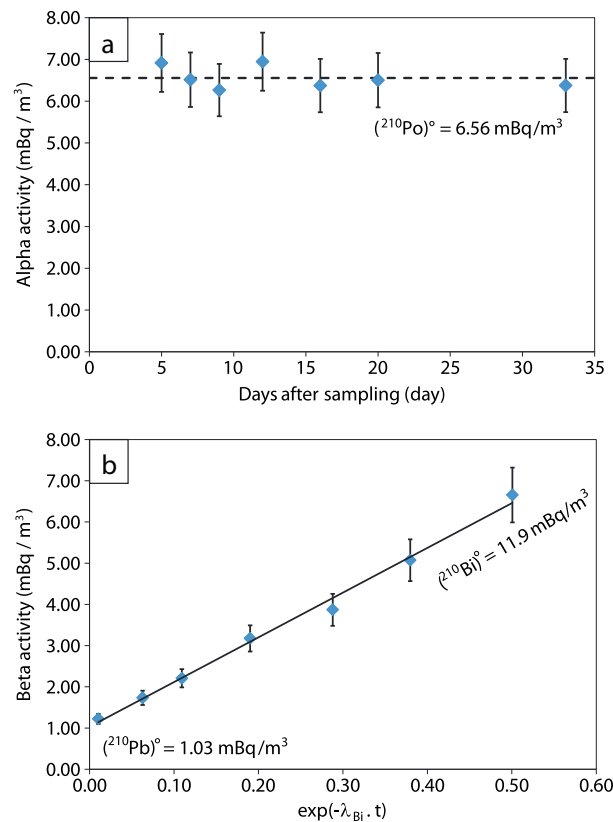 a
8.00
7.00
6.00
5.00
4.00
3.00
2.00
1.00
0.00
Alpha activity (mBq / m³)
(²¹⁰Po)° = 6.56 mBq/m³
0 5 10 15 20 25 30 35
Days after sampling (day)
b
8.00
7.00
6.00
5.00
4.00
3.00
2.00
1.00
0.00
Beta activity (mBq / m³)
(²¹⁰Bi)° = 11.9 mBq/m³
(²¹⁰Pb)° = 1.03 mBq/m³
0.00 0.10 0.20 0.30 0.40 0.50 0.60
exp(-λBi . t)